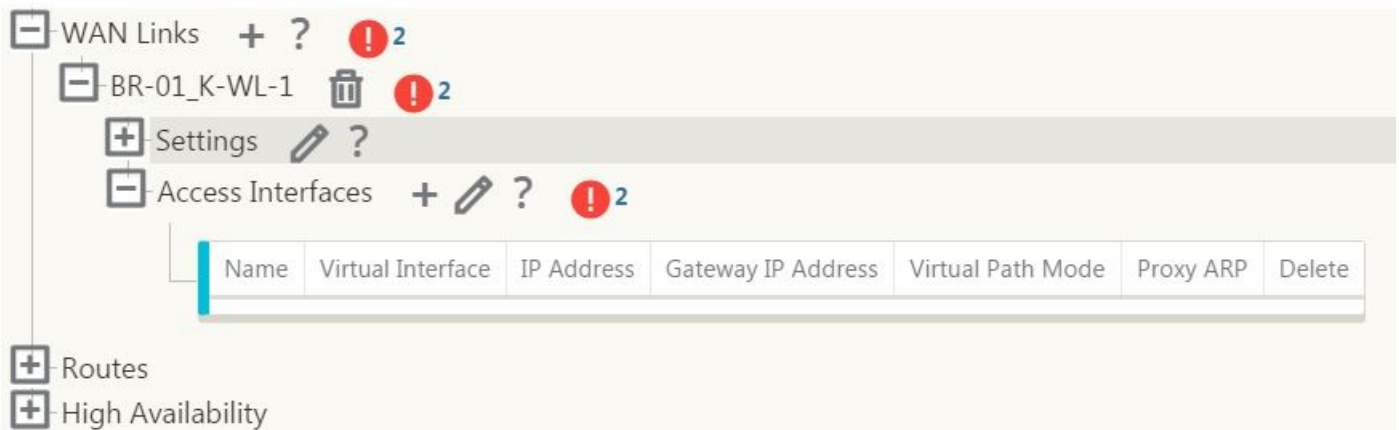 WAN Links + ? ! 2
BR-01_K-WL-1 ! 2
Settings ?
Access Interfaces + ? ! 2
Name Virtual Interface IP Address Gateway IP Address Virtual Path Mode Proxy ARP Delete
Routes
High Availability